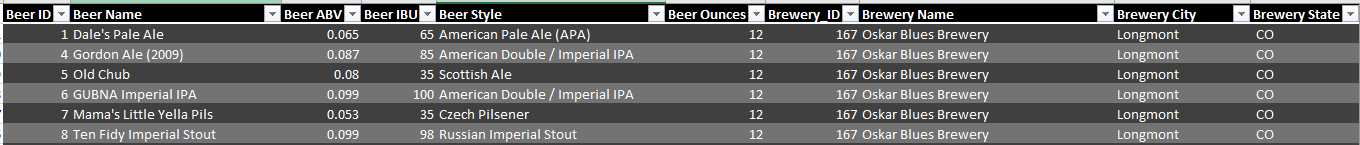 Beer ID Beer Name Beer ABV Beer IBU Beer Style Beer Ounces Brewery_ID Brewery Name Brewery City Brewery State
1 Dale's Pale Ale 0.065 65 American Pale Ale (APA) 12 167 Oskar Blues Brewery Longmont CO
4 Gordon Ale (2009) 0.087 85 American Double / Imperial IPA 12 167 Oskar Blues Brewery Longmont CO
5 Old Chub 0.08 35 Scottish Ale 12 167 Oskar Blues Brewery Longmont CO
6 GUBNA Imperial IPA 0.099 100 American Double / Imperial IPA 12 167 Oskar Blues Brewery Longmont CO
7 Mama's Little Yella Pils 0.053 35 Czech Pilsener 12 167 Oskar Blues Brewery Longmont CO
8 Ten Fidy Imperial Stout 0.099 98 Russian Imperial Stout 12 167 Oskar Blues Brewery Longmont CO